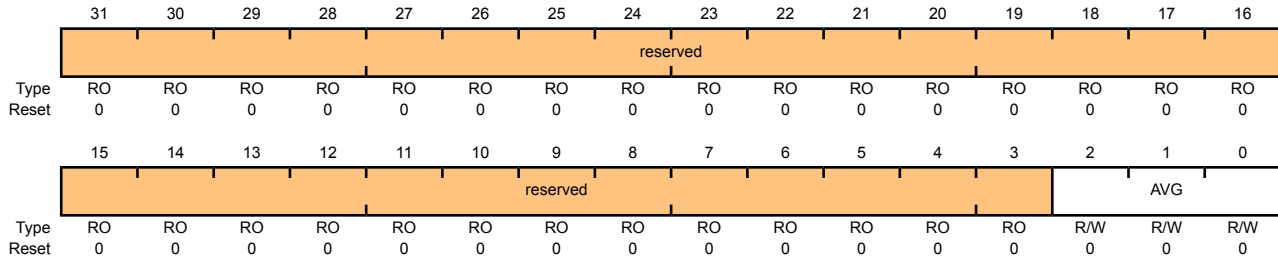 31 30 29 28 27 26 25 24 23 22 21 20 19 18 17 16
reserved
Type RO RO RO RO RO RO RO RO RO RO RO RO RO RO RO RO
Reset 0 0 0 0 0 0 0 0 0 0 0 0 0 0 0 0
15 14 13 12 11 10 9 8 7 6 5 4 3 2 1 0
reserved AVG
Type RO RO RO RO RO RO RO RO RO RO RO RO RO R/W R/W R/W
Reset 0 0 0 0 0 0 0 0 0 0 0 0 0 0 0 0